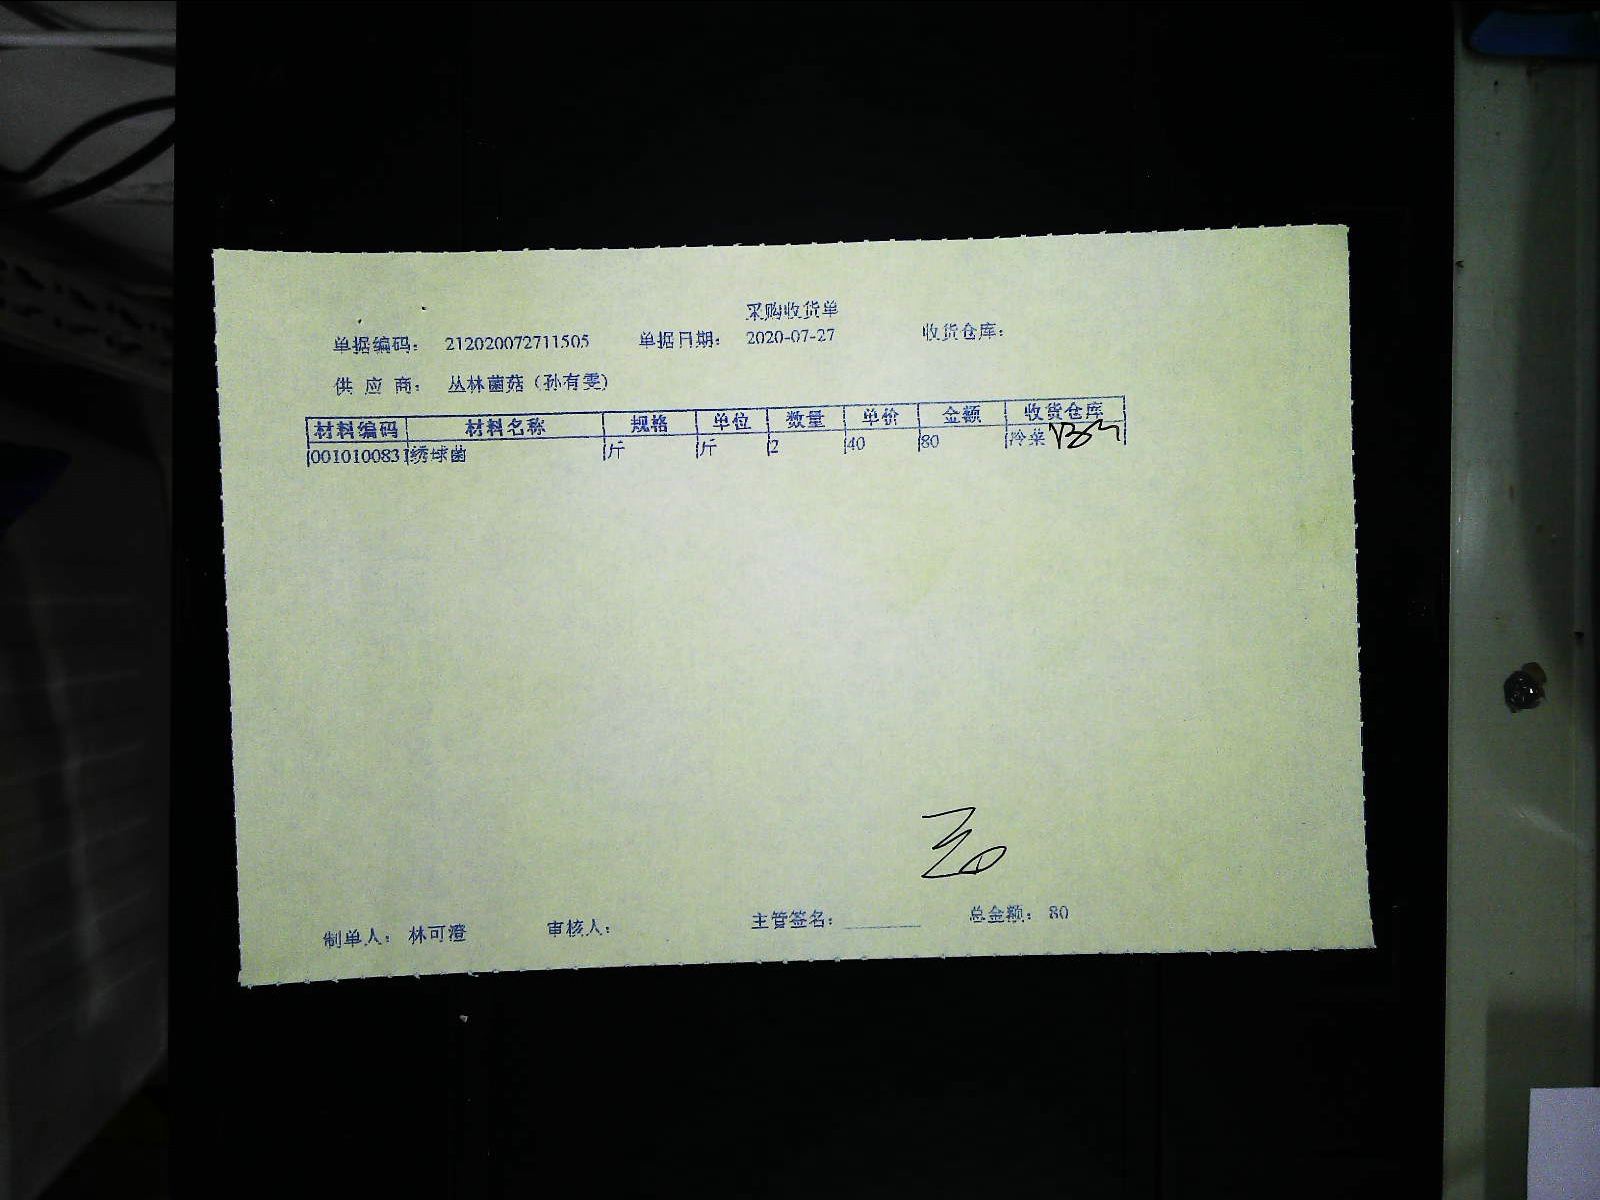 采购收货单
单据编码： 212020072711505 单据日期： 2020-07-27 收货仓库：
供 应 商： 丛林菌菇（孙有雯）
材料编码 材料名称 规格 单位 数量 单价 金额 收货仓库
0010100831 绣球菌 斤 斤 2 40 80 冷菜
制单人： 林可澄 审核人： 主管签名： 总金额： 80